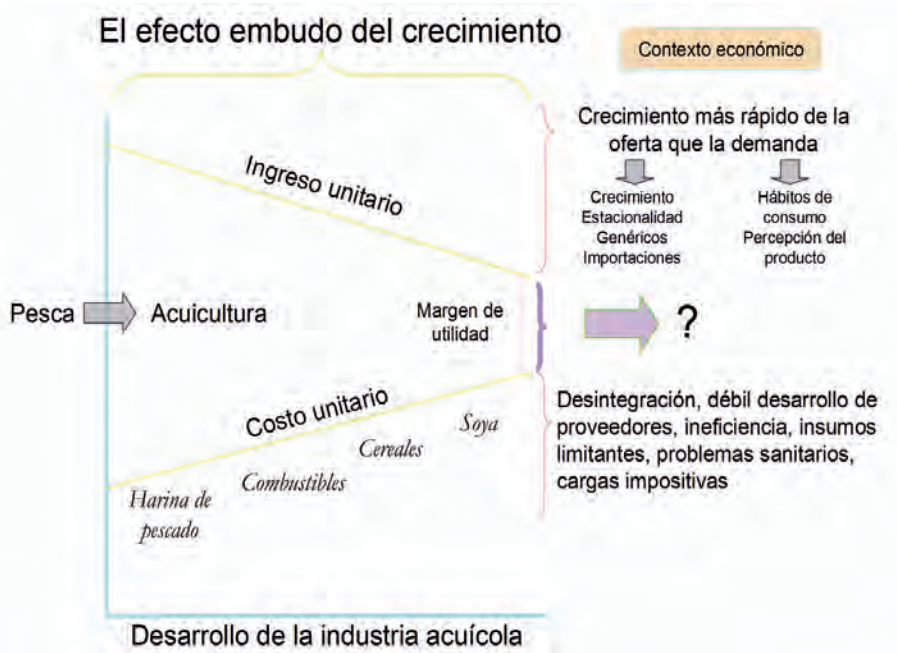 El efecto embudo del crecimiento
Contexto económico
Crecimiento más rápido de la
oferta que la demanda
Ingreso unitario
Crecimiento
Estacionalidad
Genéricos
Importaciones
Hábitos de
consumo
Percepción del
producto
Pesca
Acuicultura
Margen de
utilidad
?
Costo unitario
Soya
Cereales
Combustibles
Harina de
pescado
Desintegración, débil desarrollo de
proveedores, ineficiencia, insumos
limitantes, problemas sanitarios,
cargas impositivas
Desarrollo de la industria acuícola